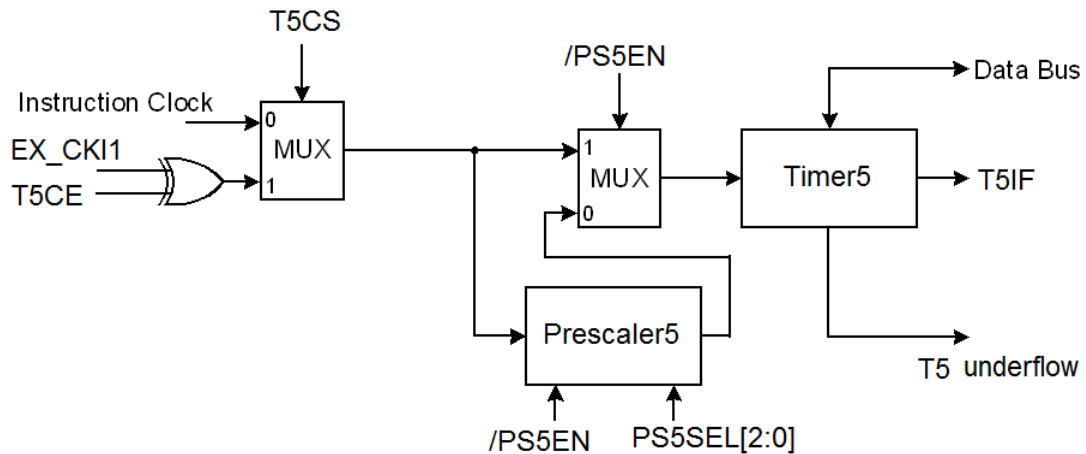 T5CS
/PS5EN
Data Bus
Instruction Clock
0
EX_CKI1
MUX
1
MUX
Timer5
T5IF
T5CE
1
0
Prescaler5
T5 underflow
/PS5EN
PS5SEL[2:0]